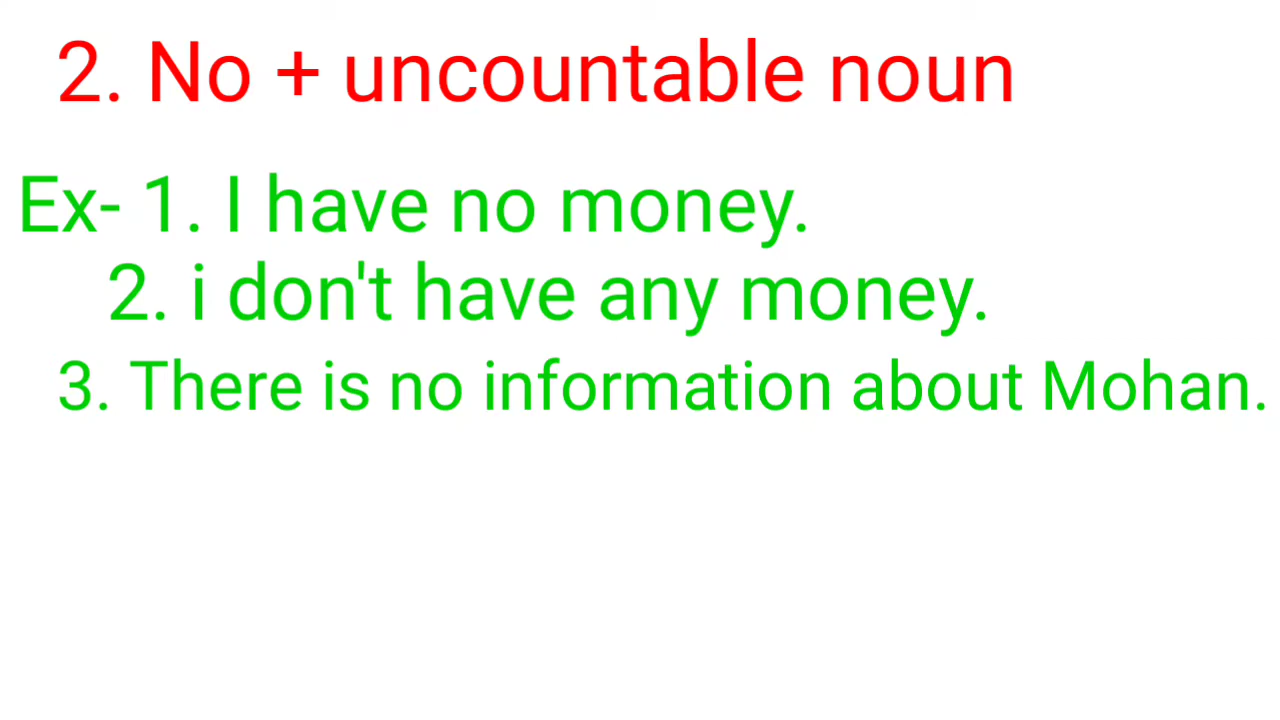 2. No + uncountable noun
Ex- 1. I have no money.
2. i don't have any money.
3. There is no information about Mohan.